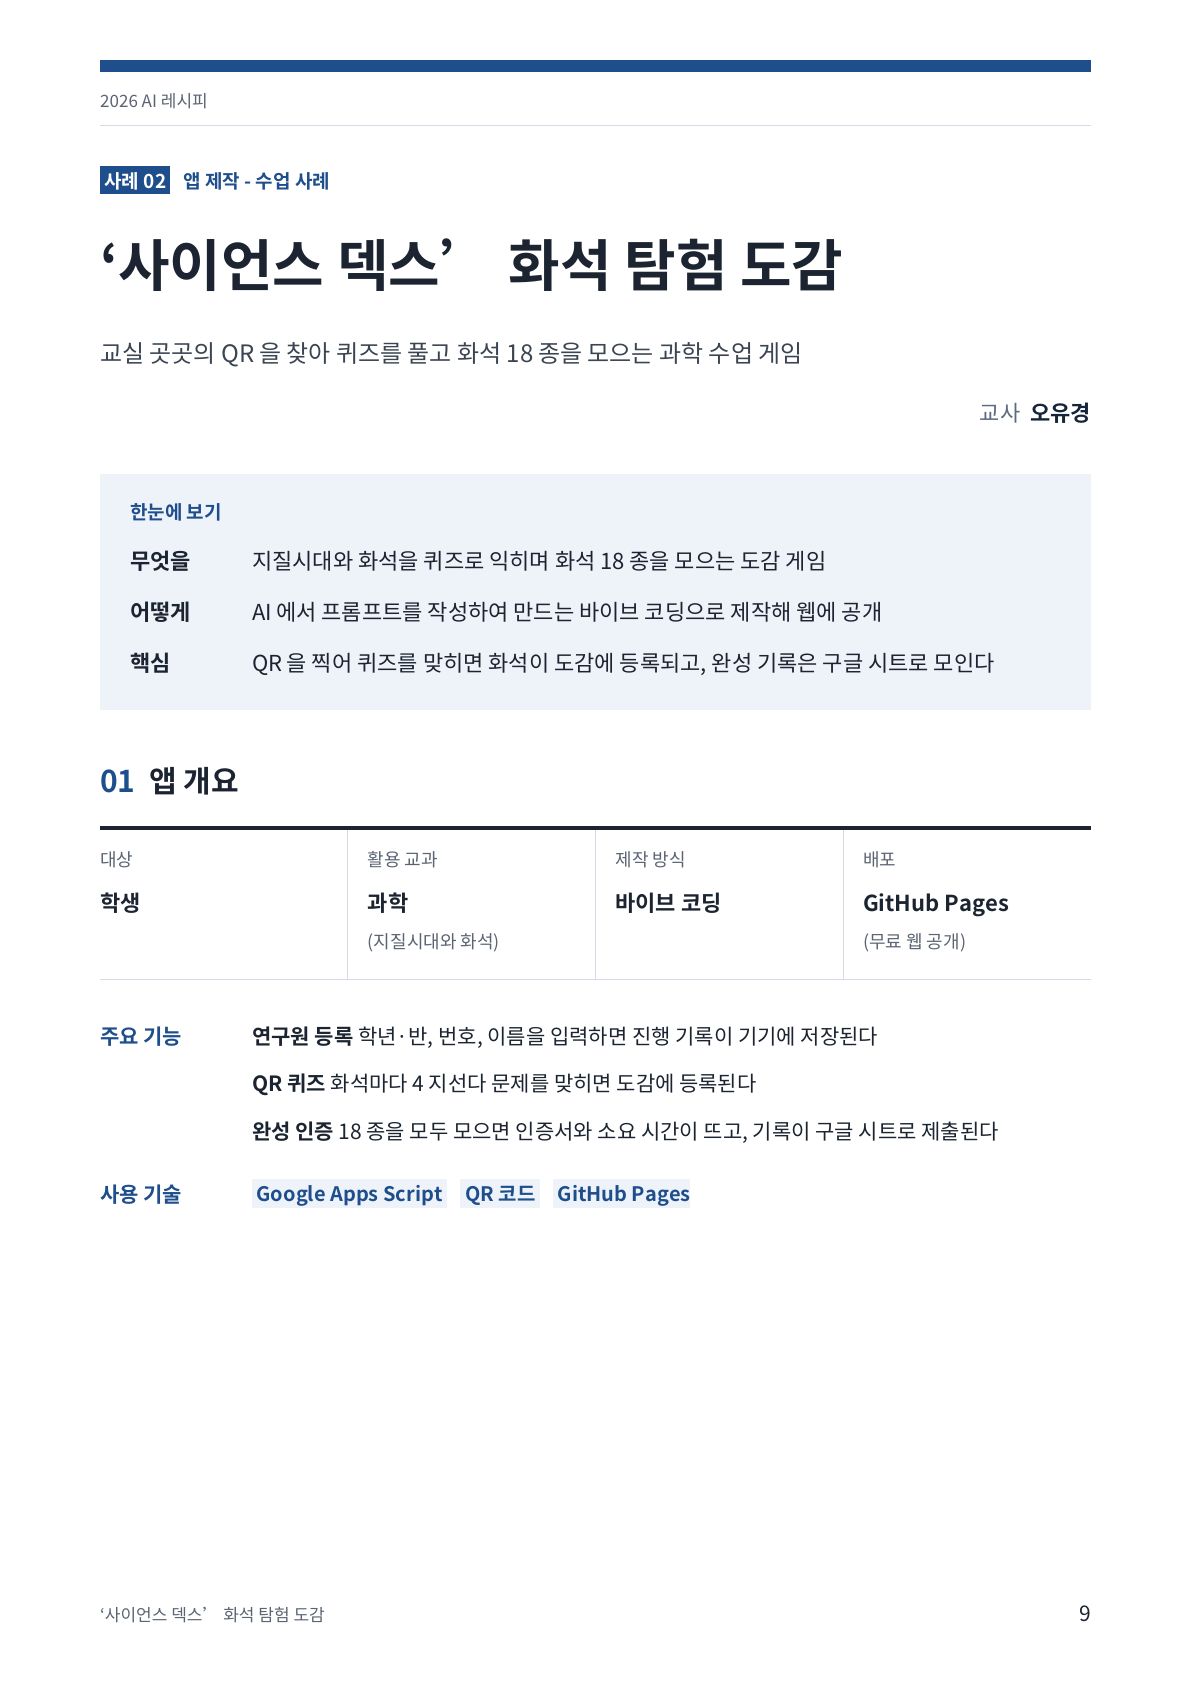 2026 AI 레시피
사례 02 앱 제작 - 수업 사례
‘사이언스 덱스’ 화석 탐험 도감
교실 곳곳의 QR 을 찾아 퀴즈를 풀고 화석 18 종을 모으는 과학 수업 게임
교사 오유경
한눈에 보기
무엇을 지질시대와 화석을 퀴즈로 익히며 화석 18 종을 모으는 도감 게임
어떻게 AI 에서 프롬프트를 작성하여 만드는 바이브 코딩으로 제작해 웹에 공개
핵심 QR 을 찍어 퀴즈를 맞히면 화석이 도감에 등록되고, 완성 기록은 구글 시트로 모인다
01 앱 개요
대상 활용 교과 제작 방식 배포
학생 과학 바이브 코딩 GitHub Pages
(지질시대와 화석) (무료 웹 공개)
주요 기능 연구원 등록 학년·반, 번호, 이름을 입력하면 진행 기록이 기기에 저장된다
QR 퀴즈 화석마다 4 지선다 문제를 맞히면 도감에 등록된다
완성 인증 18 종을 모두 모으면 인증서와 소요 시간이 뜨고, 기록이 구글 시트로 제출된다
사용 기술 Google Apps Script QR 코드 GitHub Pages
‘사이언스 덱스’ 화석 탐험 도감 9